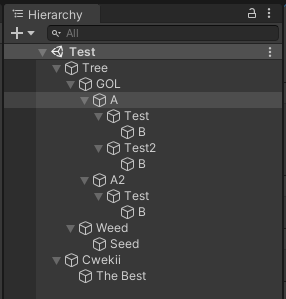 Hierarchy
All
Test
Tree
GOL
A
Test
B
Test2
B
A2
Test
B
Weed
Seed
Cwekii
The Best